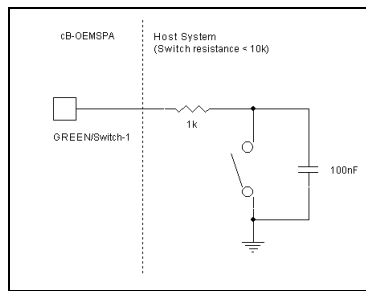 cB-OEMSPA
Host System
(Switch resistance < 10k)
GREEN/Switch-1
1k
100nF